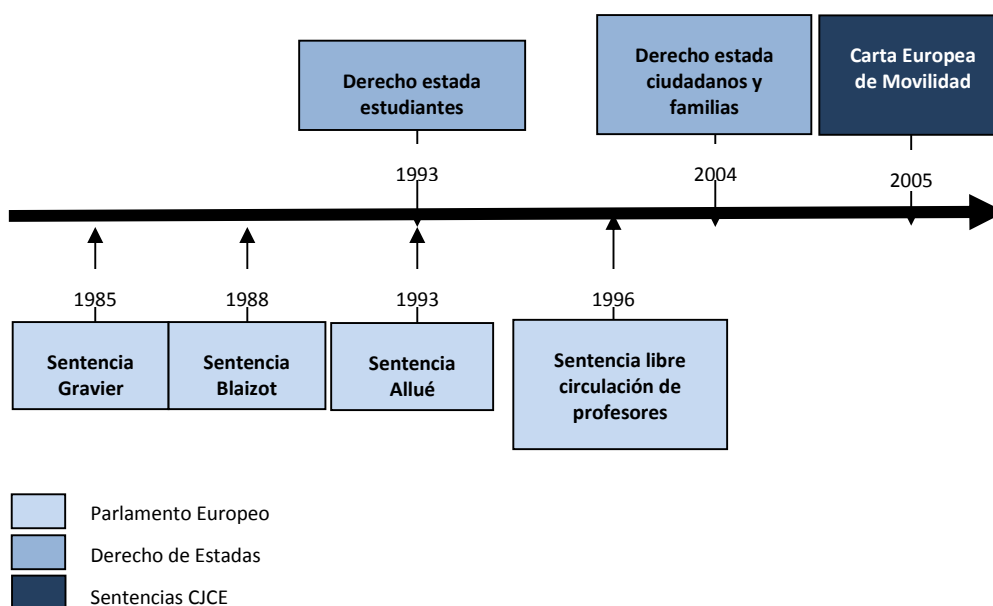 Derecho estada
estudiantes
Derecho estada
ciudadanos y
familias
Carta Europea
de Movilidad
1993
2004
2005
1985
1988
1993
1996
Sentencia
Gravier
Sentencia
Blaizot
Sentencia
Allué
Sentencia libre
circulación de
profesores
Parlamento Europeo
Derecho de Estadas
Sentencias CJCE